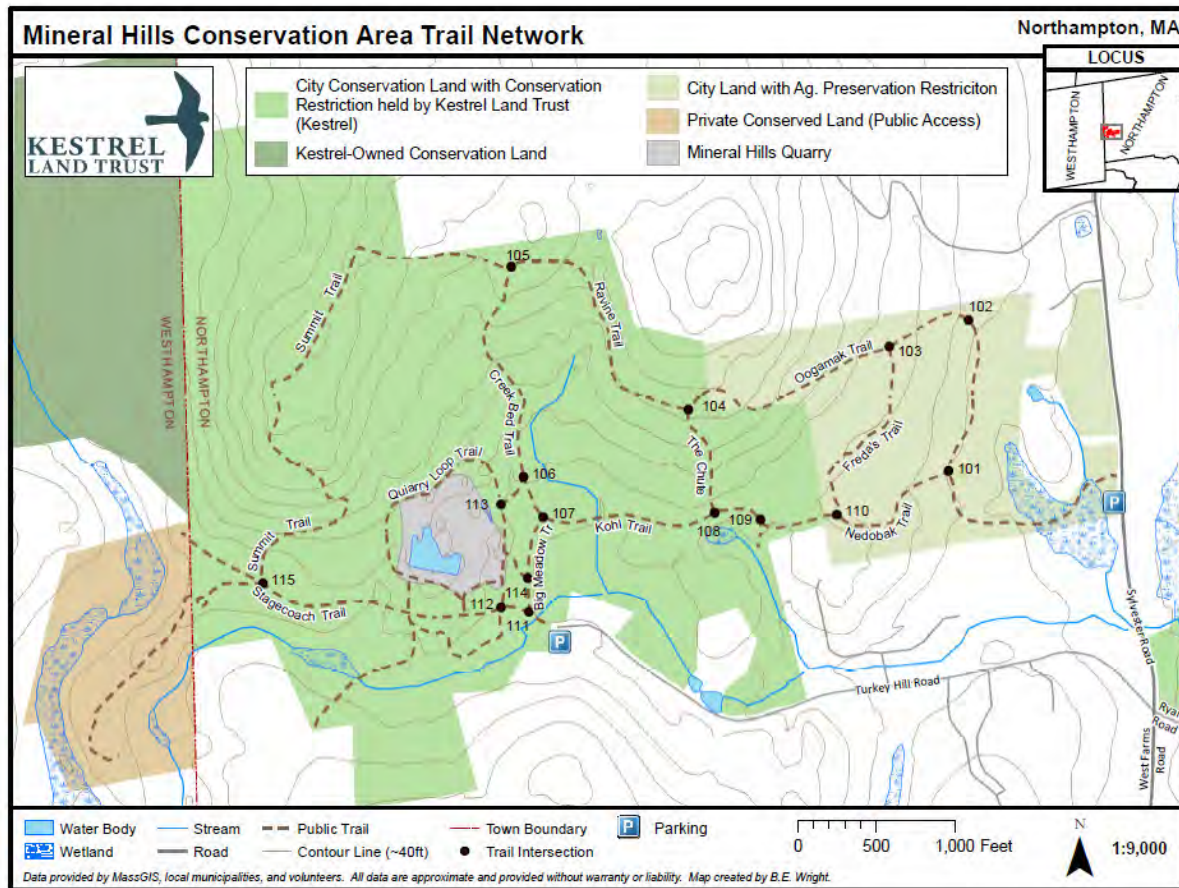 Mineral Hills Conservation Area Trail Network
Northampton, MA
LOCUS
WESTHAMPTON
NORTHAMPTON
KESTREL
LAND TRUST
City Conservation Land with Conservation
Restriction held by Kestrel Land Trust
(Kestrel)
Kestrel-Owned Conservation Land
City Land with Ag. Preservation Restriciton
Private Conserved Land (Public Access)
Mineral Hills Quarry
105
Summit Trail
Ravine Trail
102
103
Oogamak Trail
WESTHAMPTON
NORTHAMPTON
Creek Bed Trail
104
The Chute
Freda's Trail
Quiarry Loop Trail
106
101
113
107
Kohl Trail
108
109
110
Nedobak Trail
P
Summit Trail
115
Stagecoach Trail
114
Big Meadow Tr
112
111
P
Sylvester Road
Turkey Hill Road
Ryan
Road
West Farms
Road
Water Body
Stream
Public Trail
Town Boundary
P Parking
Wetland
Road
Contour Line (~40ft)
Trail Intersection
0 500 1,000 Feet
N
1:9,000
Data provided by MassGIS, local municipalities, and volunteers. All data are approximate and provided without warranty or liability. Map created by B.E. Wright.